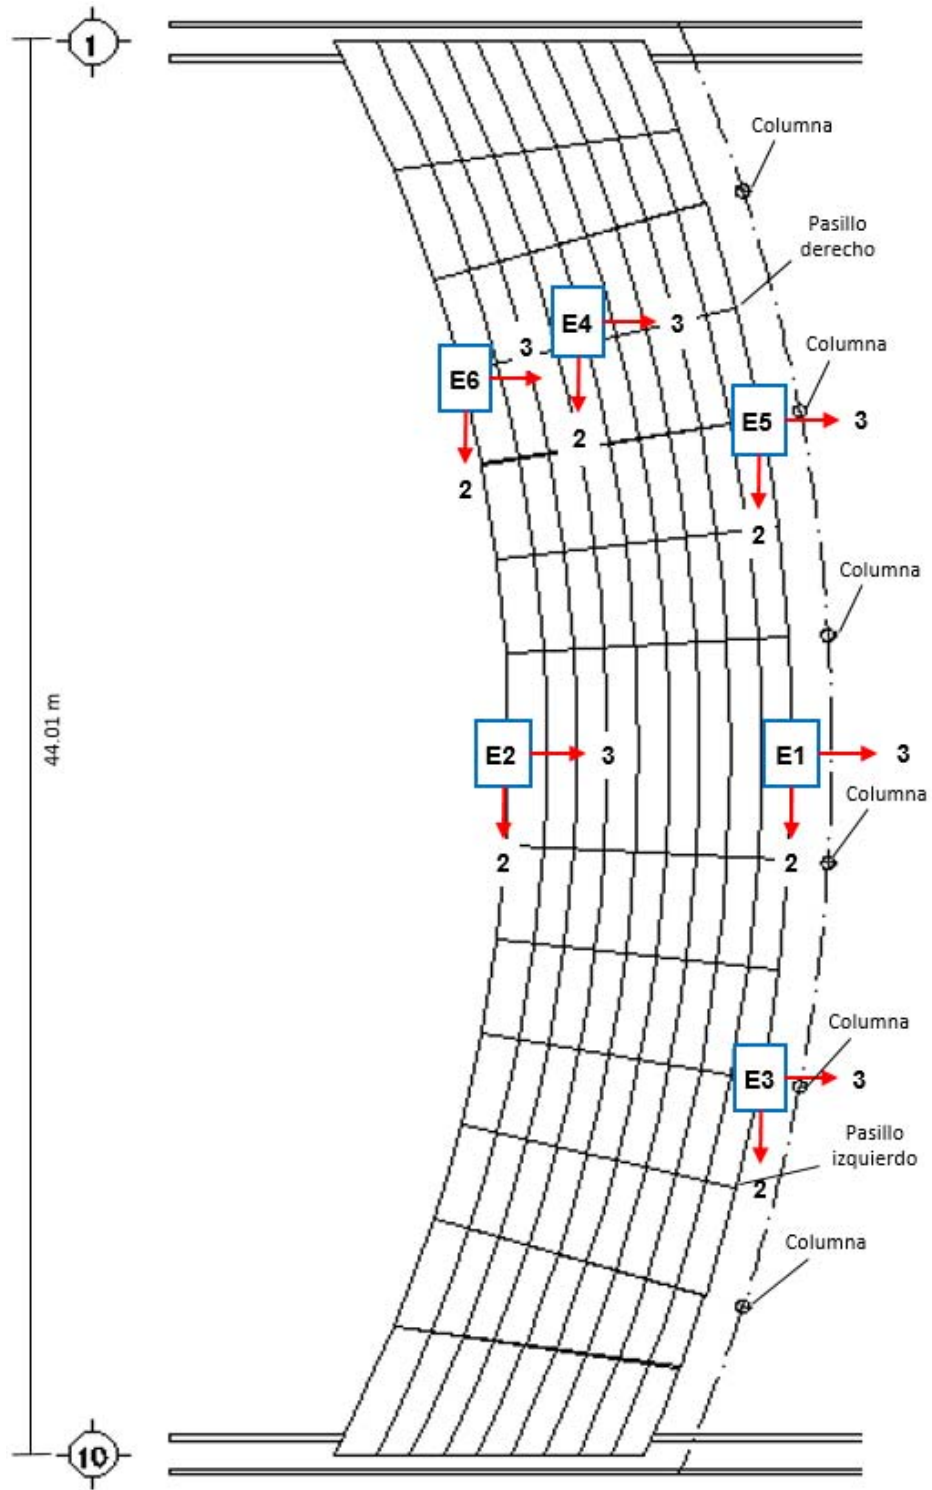 1
Columna
Pasillo
derecho
E4
3
Columna
3
E6
E5
3
2
2
2
Columna
44.01 m
E2
3
E1
3
Columna
2
2
Columna
E3
3
Pasillo
izquierdo
2
Columna
10